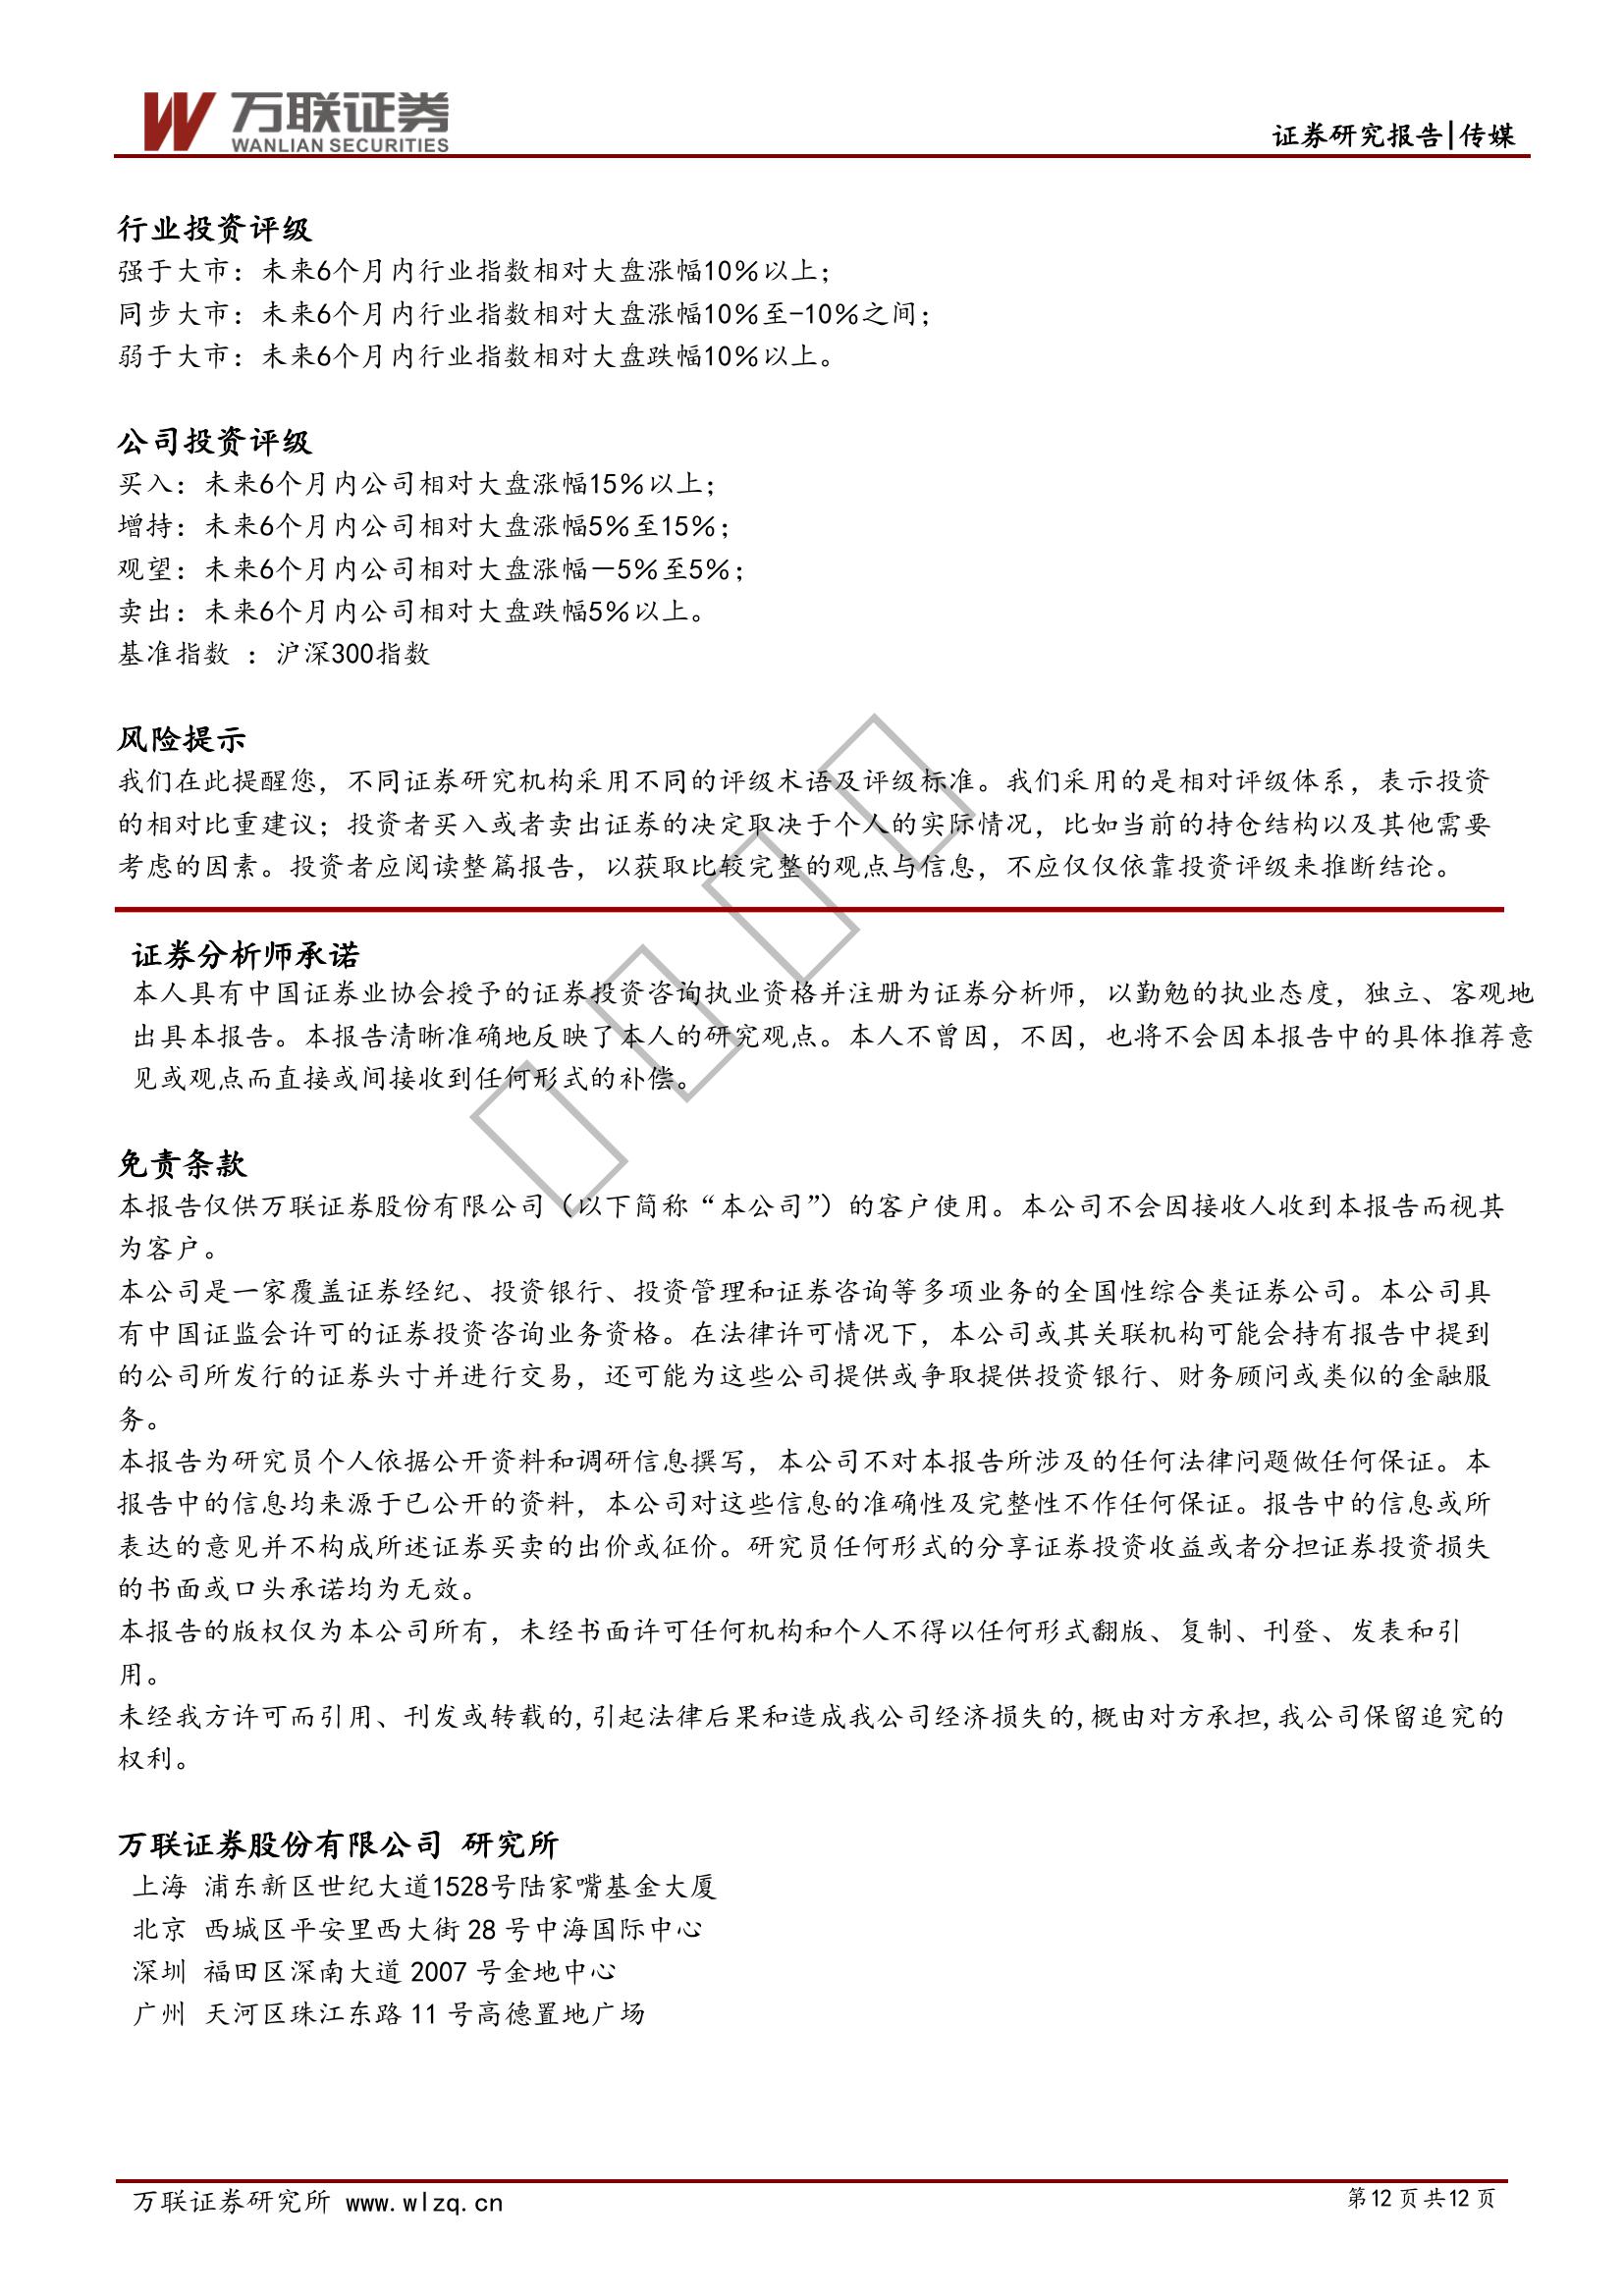 万联证券
WANLIAN SECURITIES
证券研究报告|传媒
行业投资评级
强于大市：未来6个月内行业指数相对大盘涨幅10％以上；
同步大市：未来6个月内行业指数相对大盘涨幅10％至-10％之间；
弱于大市：未来6个月内行业指数相对大盘跌幅10％以上。
公司投资评级
买入：未来6个月内公司相对大盘涨幅15％以上；
增持：未来6个月内公司相对大盘涨幅5％至15％；
观望：未来6个月内公司相对大盘涨幅－5％至5％；
卖出：未来6个月内公司相对大盘跌幅5％以上。
基准指数 ：沪深300指数
风险提示
我们在此提醒您，不同证券研究机构采用不同的评级术语及评级标准。我们采用的是相对评级体系，表示投资
的相对比重建议；投资者买入或者卖出证券的决定取决于个人的实际情况，比如当前的持仓结构以及其他需要
考虑的因素。投资者应阅读整篇报告，以获取比较完整的观点与信息，不应仅仅依靠投资评级来推断结论。
证券分析师承诺
本人具有中国证券业协会授予的证券投资咨询执业资格并注册为证券分析师，以勤勉的执业态度，独立、客观地
出具本报告。本报告清晰准确地反映了本人的研究观点。本人不曾因，不因，也将不会因本报告中的具体推荐意
见或观点而直接或间接收到任何形式的补偿。
免责条款
本报告仅供万联证券股份有限公司（以下简称“本公司”）的客户使用。本公司不会因接收人收到本报告而视其
为客户。
本公司是一家覆盖证券经纪、投资银行、投资管理和证券咨询等多项业务的全国性综合类证券公司。本公司具
有中国证监会许可的证券投资咨询业务资格。在法律许可情况下，本公司或其关联机构可能会持有报告中提到
的公司所发行的证券头寸并进行交易，还可能为这些公司提供或争取提供投资银行、财务顾问或类似的金融服
务。
本报告为研究员个人依据公开资料和调研信息撰写，本公司不对本报告所涉及的任何法律问题做任何保证。本
报告中的信息均来源于已公开的资料，本公司对这些信息的准确性及完整性不作任何保证。报告中的信息或所
表达的意见并不构成所述证券买卖的出价或征价。研究员任何形式的分享证券投资收益或者分担证券投资损失
的书面或口头承诺均为无效。
本报告的版权仅为本公司所有，未经书面许可任何机构和个人不得以任何形式翻版、复制、刊登、发表和引
用。
未经我方许可而引用、刊发或转载的,引起法律后果和造成我公司经济损失的,概由对方承担,我公司保留追究的
权利。
万联证券股份有限公司 研究所
上海 浦东新区世纪大道1528号陆家嘴基金大厦
北京 西城区平安里西大街 28 号中海国际中心
深圳 福田区深南大道 2007 号金地中心
广州 天河区珠江东路 11 号高德置地广场
万联证券研究所 www.wlzq.cn
第12 页 共12 页